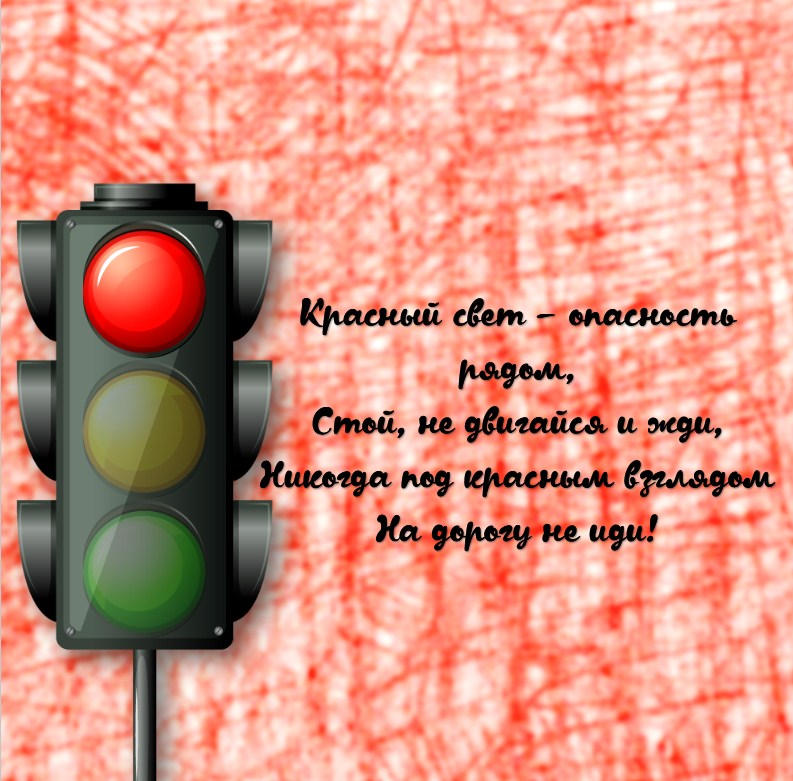 Красный свет – опасность
рядом,
Стой, не двигайся и жди,
Никогда под красным взглядом
На дорогу не иди!